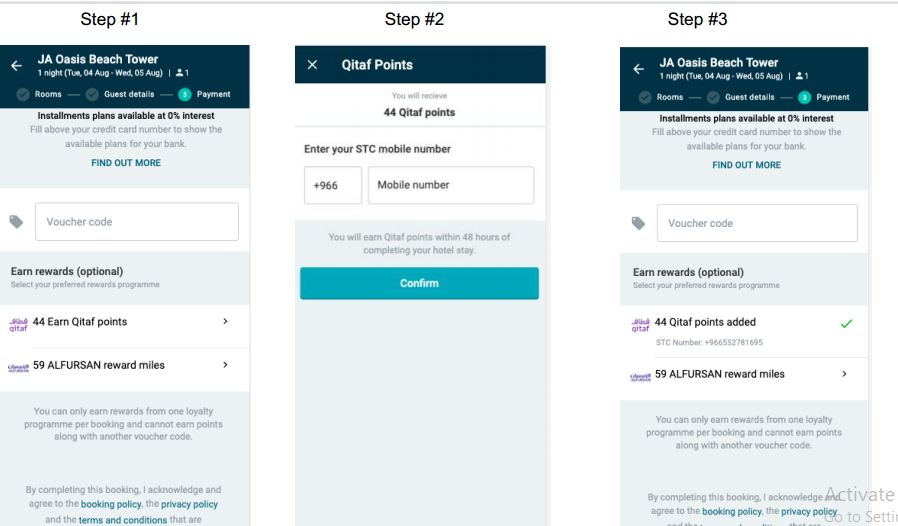 Step #1
JA Oasis Beach Tower
1 night (Tue, 04 Aug - Wed, 05 Aug) | 1
Rooms
Guest details
3 Payment
Installments plans available at 0% interest
Fill above your credit card number to show the
available plans for your bank.
FIND OUT MORE
Voucher code
Earn rewards (optional)
Select your preferred rewards programme
قطاف
qitaf
44 Earn Qitaf points
الفرسان
ALFURSAN
59 ALFURSAN reward miles
You can only earn rewards from one loyalty
programme per booking and cannot earn points
along with another voucher code.
By completing this booking, I acknowledge and
agree to the booking policy, the privacy policy
and the terms and conditions that are
Step #2
Qitaf Points
You will recieve
44 Qitaf points
Enter your STC mobile number
+966
Mobile number
You will earn Qitaf points within 48 hours of
completing your hotel stay.
Confirm
Step #3
JA Oasis Beach Tower
1 night (Tue, 04 Aug - Wed, 05 Aug) | 1
Rooms
Guest details
3 Payment
Installments plans available at 0% interest
Fill above your credit card number to show the
available plans for your bank.
FIND OUT MORE
Voucher code
Earn rewards (optional)
Select your preferred rewards programme
قطاف
qitaf
44 Qitaf points added
STC Number: +966552781695
الفرسان
ALFURSAN
59 ALFURSAN reward miles
You can only earn rewards from one loyalty
programme per booking and cannot earn points
along with another voucher code.
By completing this booking, I acknowledge and
agree to the booking policy, the privacy policy
Activate
Go to Setti